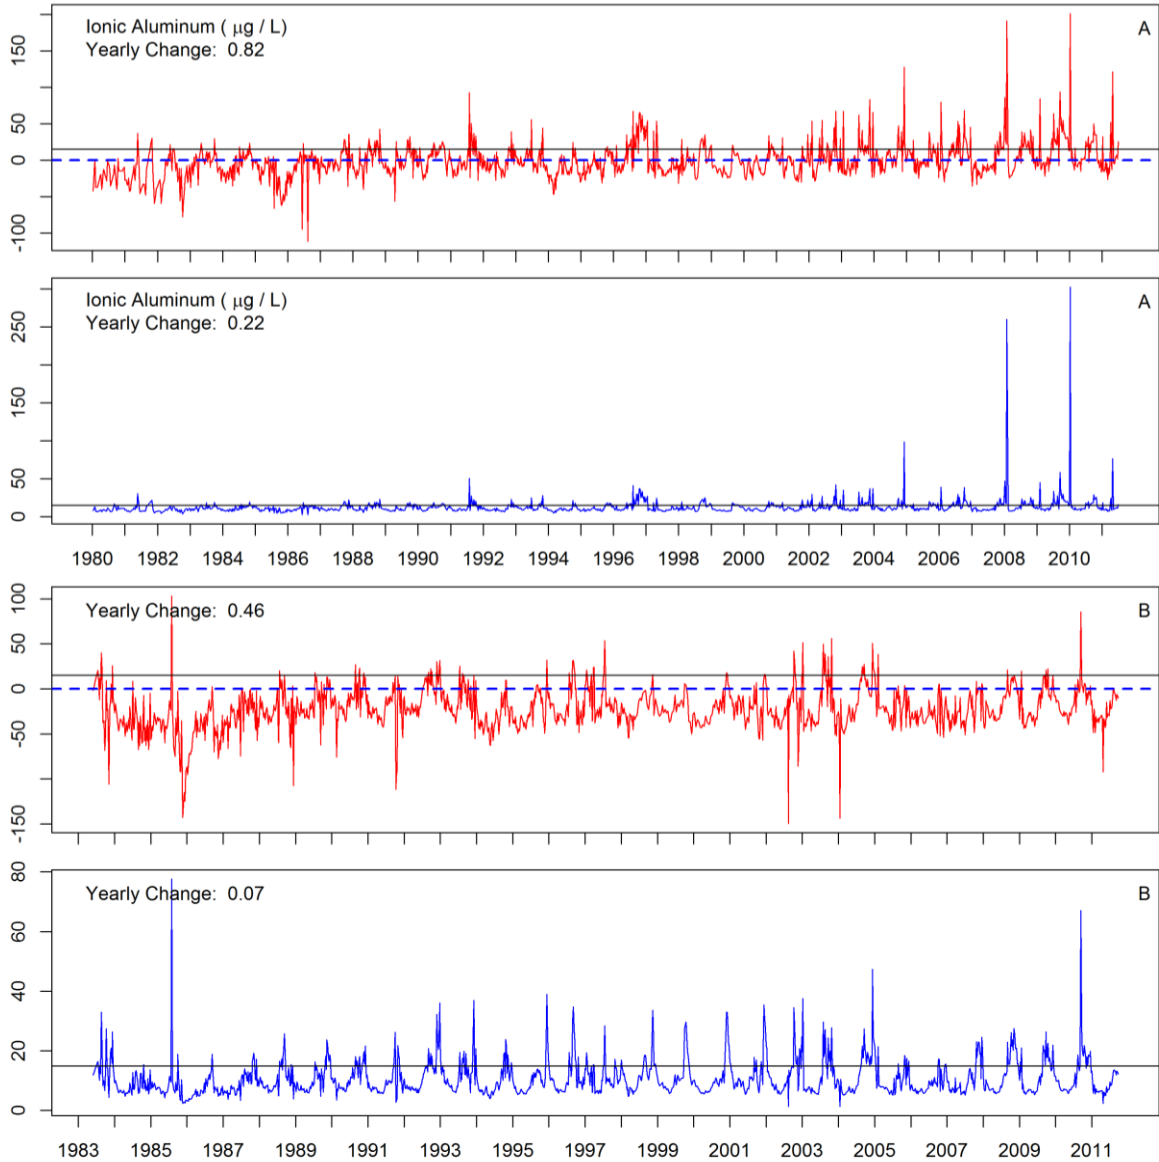 Ionic Aluminum ( μg / L)
Yearly Change: 0.82
A
150
50
0
-100
Ionic Aluminum ( μg / L)
Yearly Change: 0.22
A
250
150
50
0
1980 1982 1984 1986 1988 1990 1992 1994 1996 1998 2000 2002 2004 2006 2008 2010
Yearly Change: 0.46
B
100
50
0
-50
-150
Yearly Change: 0.07
B
80
60
40
20
0
1983 1985 1987 1989 1991 1993 1995 1997 1999 2001 2003 2005 2007 2009 2011